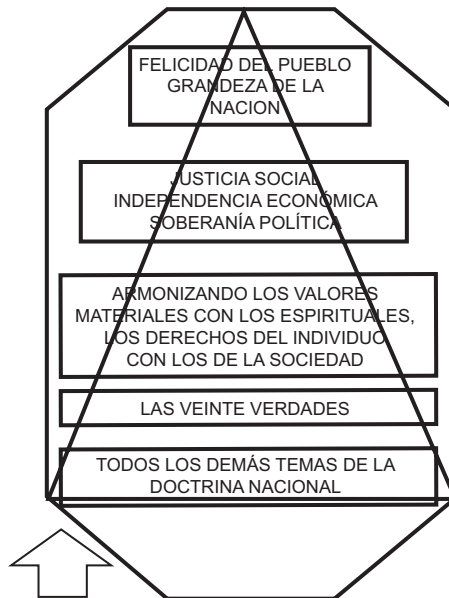 FELICIDAD DEL PUEBLO
GRANDEZA DE LA
NACION
JUSTICIA SOCIAL
INDEPENDENCIA ECONÓMICA
SOBERANÍA POLÍTICA
ARMONIZANDO LOS VALORES
MATERIALES CON LOS ESPIRITUALES,
LOS DERECHOS DEL INDIVIDUO
CON LOS DE LA SOCIEDAD
LAS VEINTE VERDADES
TODOS LOS DEMÁS TEMAS DE LA
DOCTRINA NACIONAL